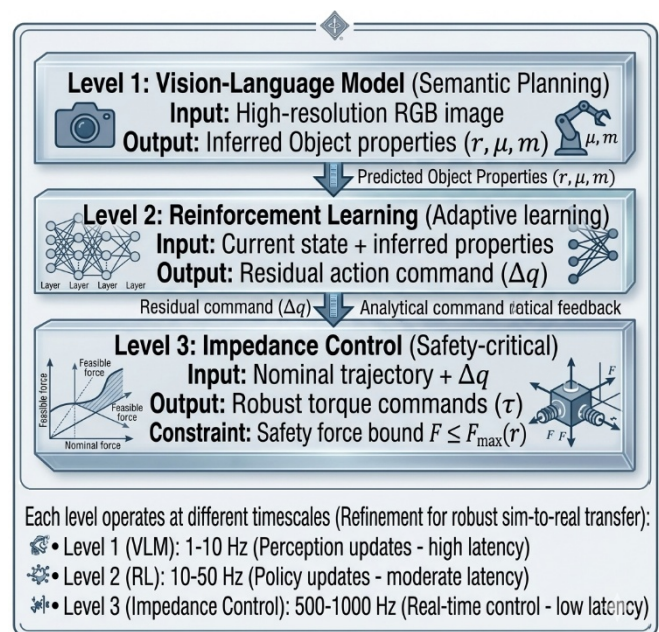 Level 1: Vision-Language Model (Semantic Planning)
Input: High-resolution RGB image
Output: Inferred Object properties (r, μ, m)
μ, m
Predicted Object Properties (r, μ, m)
Level 2: Reinforcement Learning (Adaptive learning)
Input: Current state + inferred properties
Output: Residual action command (Δq)
Layer Layer Layer Layer
Residual command (Δq)
Analytical command feedback
Level 3: Impedance Control (Safety-critical)
Input: Nominal trajectory + Δq
Output: Robust torque commands (τ)
Constraint: Safety force bound F ≤ F_max(r)
Feasible force
Feasible force
Feasible force
Nominal force
F
F F
Each level operates at different timescales (Refinement for robust sim-to-real transfer):
• Level 1 (VLM): 1-10 Hz (Perception updates - high latency)
• Level 2 (RL): 10-50 Hz (Policy updates - moderate latency)
• Level 3 (Impedance Control): 500-1000 Hz (Real-time control - low latency)